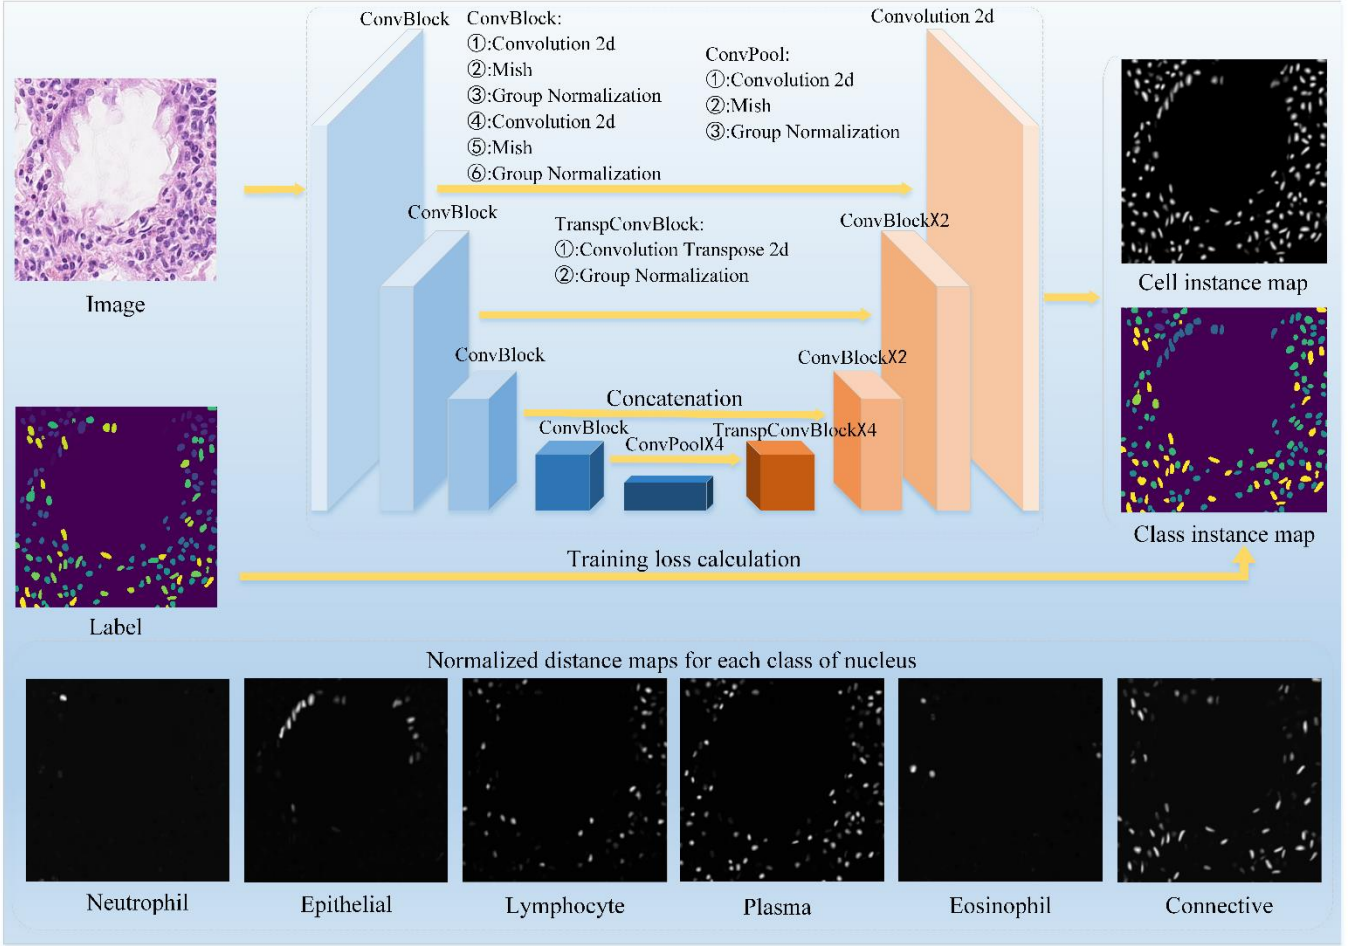 ConvBlock
ConvBlock:
①:Convolution 2d
②:Mish
③:Group Normalization
④:Convolution 2d
⑤:Mish
⑥:Group Normalization
ConvPool:
①:Convolution 2d
②:Mish
③:Group Normalization
Convolution 2d
Image
ConvBlock
TranspConvBlock:
①:Convolution Transpose 2d
②:Group Normalization
ConvBlockX2
Cell instance map
ConvBlock
ConvBlockX2
Concatenation
ConvBlock
ConvPoolX4
TranspConvBlockX4
Class instance map
Training loss calculation
Label
Normalized distance maps for each class of nucleus
Neutrophil
Epithelial
Lymphocyte
Plasma
Eosinophil
Connective